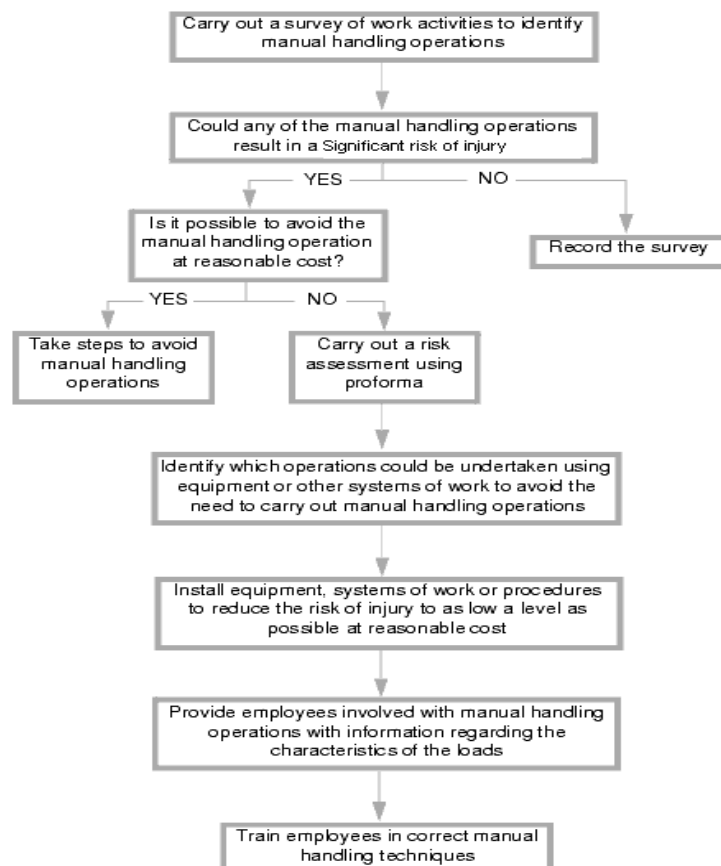 Carry out a survey of work activities to identify
manual handling operations
Could any of the manual handling operations
result in a Significant risk of injury
YES
NO
Is it possible to avoid the
manual handling operation
at reasonable cost?
Record the survey
YES
NO
Take steps to avoid
manual handling
operations
Carry out a risk
assessment using
proforma
Identify which operations could be undertaken using
equipment or other systems of work to avoid the
need to carry out manual handling operations
Install equipment, systems of work or procedures
to reduce the risk of injury to as low a level as
possible at reasonable cost
Provide employees involved with manual handling
operations with information regarding the
characteristics of the loads
Train employees in correct manual
handling techniques